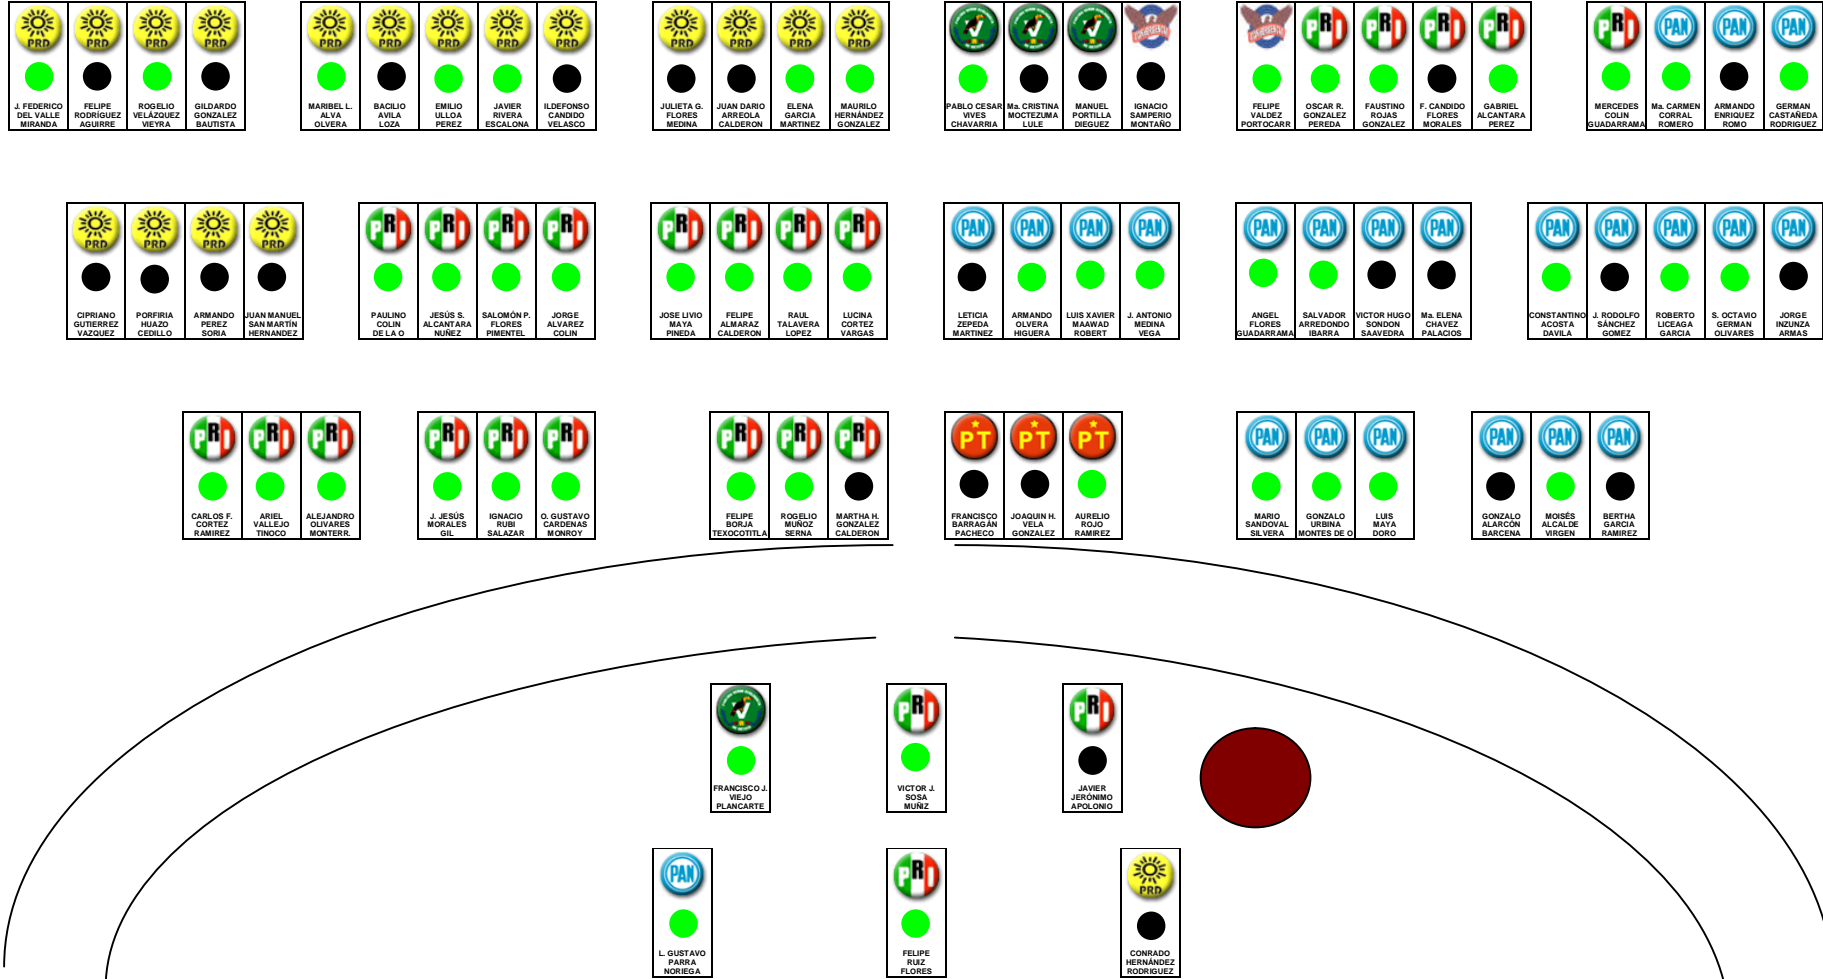 PRD PRD PRD PRD
J. FEDERICO
DEL VALLE
MIRANDA
FELIPE
RODRÍGUEZ
AGUIRRE
ROGELIO
VELÁZQUEZ
VIEYRA
GILDARDO
GONZALEZ
BAUTISTA
PRD PRD PRD PRD PRD
MARIBEL L.
ALVA
OLVERA
BACILIO
AVILA
LOZA
EMILIO
ULLOA
PEREZ
JAVIER
RIVERA
ESCALONA
ILDEFONSO
CANDIDO
VELASCO
PRD PRD PRD PRD
JULIETA G.
FLORES
MEDINA
JUAN DARIO
ARREOLA
CALDERON
ELENA
GARCIA
MARTINEZ
MAURILO
HERNÁNDEZ
GONZALEZ
PABLO CESAR
VIVES
CHAVARRIA
Ma. CRISTINA
MOCTEZUMA
LULE
MANUEL
PORTILLA
DIEGUEZ
IGNACIO
SAMPERIO
MONTAÑO
PRI PRI PRI PRI
FELIPE
VALDEZ
PORTOCARR
OSCAR R.
GONZALEZ
PEREDA
FAUSTINO
ROJAS
GONZALEZ
F. CANDIDO
FLORES
MORALES
GABRIEL
ALCANTARA
PEREZ
PRI PAN PAN PAN
MERCEDES
COLIN
GUADARRAMA
Ma. CARMEN
CORRAL
ROMERO
ARMANDO
ENRIQUEZ
ROMO
GERMAN
CASTAÑEDA
RODRIGUEZ
PRD PRD PRD PRD
CIPRIANO
GUTIERREZ
VAZQUEZ
PORFIRIA
HUAZO
CEDILLO
ARMANDO
PEREZ
SORIA
JUAN MANUEL
SAN MARTÍN
HERNANDEZ
PRI PRI PRI PRI
PAULINO
COLIN
DE LA O
JESÚS S.
ALCANTARA
NUÑEZ
SALOMÓN P.
FLORES
PIMENTEL
JORGE
ALVAREZ
COLIN
PRI PRI PRI PRI
JOSE LIVIO
MAYA
PINEDA
FELIPE
ALMARAZ
CALDERON
RAUL
TALAVERA
LOPEZ
LUCINA
CORTEZ
VARGAS
PAN PAN PAN PAN
LETICIA
ZEPEDA
MARTINEZ
ARMANDO
OLVERA
HIGUERA
LUIS XAVIER
MAAWAD
ROBERT
J. ANTONIO
MEDINA
VEGA
PAN PAN PAN PAN
ANGEL
FLORES
GUADARRAMA
SALVADOR
ARREDONDO
IBARRA
VICTOR HUGO
SONDON
SAAVEDRA
Ma. ELENA
CHAVEZ
PALACIOS
PAN PAN PAN PAN PAN
CONSTANTINO
ACOSTA
DAVILA
J. RODOLFO
SÁNCHEZ
GOMEZ
ROBERTO
LICEAGA
GARCIA
S. OCTAVIO
GERMAN
OLIVARES
JORGE
INZUNZA
ARMAS
PRI PRI PRI
CARLOS F.
CORTEZ
RAMIREZ
ARIEL
VALLEJO
TINOCO
ALEJANDRO
OLIVARES
MONTERR.
PRI PRI PRI
J. JESÚS
MORALES
GIL
IGNACIO
RUBI
SALAZAR
O. GUSTAVO
CARDENAS
MONROY
PRI PRI PRI
FELIPE
BORJA
TEXOCOTITLA
ROGELIO
MUÑOZ
SERNA
MARTHA H.
GONZALEZ
CALDERON
PT PT PT
FRANCISCO
BARRAGÁN
PACHECO
JOAQUIN H.
VELA
GONZALEZ
AURELIO
ROJO
RAMIREZ
PAN PAN PAN
MARIO
SANDOVAL
SILVERA
GONZALO
URBINA
MONTES DE O
LUIS
MAYA
DORO
PAN PAN PAN
GONZALO
ALARCÓN
BARCENA
MOISÉS
ALCALDE
VIRGEN
BERTHA
GARCIA
RAMIREZ
FRANCISCO J.
VIEJO
PLANCARTE
PRI
VICTOR J.
SOSA
MUÑIZ
PRI
JAVIER
JERÓNIMO
APOLONIO
PAN
L. GUSTAVO
PARRA
NORIEGA
PRI
FELIPE
RUIZ
FLORES
PRD
CONRADO
HERNÁNDEZ
RODRIGUEZ